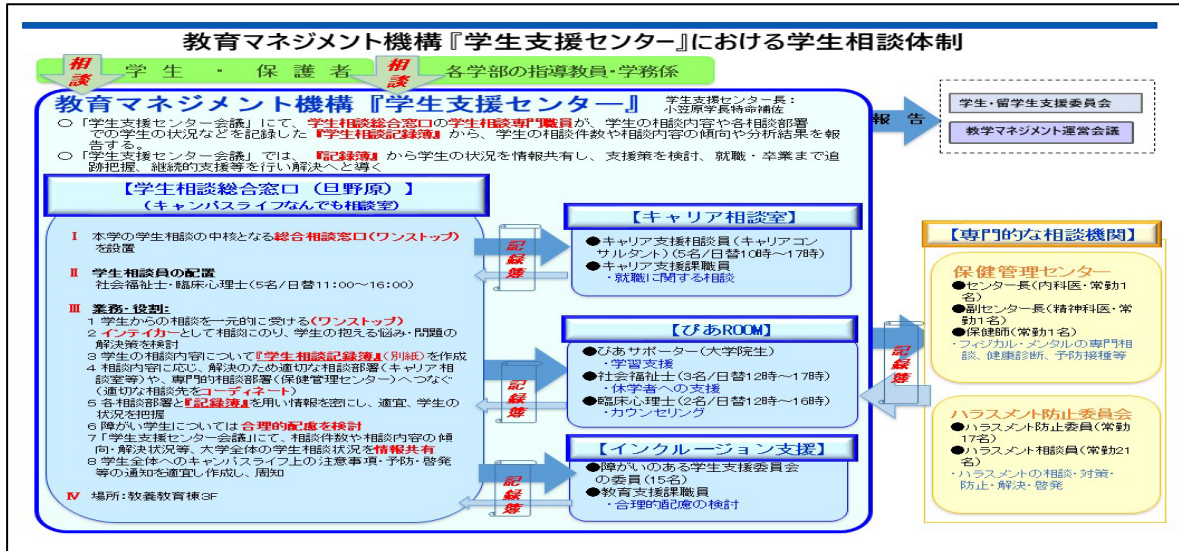 教育マネジメント機構『学生支援センター』における学生相談体制
相談
学生・保護者
相談
各学部の指導教員・学務係
教育マネジメント機構『学生支援センター』
学生支援センター長：
小笠原学長特命補佐
○「学生支援センター会議」にて、学生相談総合窓口の学生相談専門職員が、学生の相談内容や各相談部署
での学生の状況などを記録した『学生相談記録簿』から、学生の相談件数や相談内容の傾向や分析結果を報
告する。
○「学生支援センター会議」では、『記録簿』から学生の状況を情報共有し、支援策を検討、就職・卒業まで追
跡把握、継続的支援等を行い解決へと導く
報告
学生・留学生支援委員会
教学マネジメント運営会議
【学生相談総合窓口（旦野原）】
（キャンパスライフなんでも相談室）
Ⅰ 本学の学生相談の中核となる総合相談窓口(ワンストップ)
を設置
Ⅱ 学生相談員の配置
社会福祉士・臨床心理士(5名/日替11:00～16:00)
Ⅲ 業務・役割:
1 学生からの相談を一元的に受ける(ワンストップ)
2 インテイカーとして相談にのり、学生の抱える悩み・問題の
解決策を検討
3 学生の相談内容について『学生相談記録簿』(別紙)を作成
4 相談内容に応じ、解決のため適切な相談部署(キャリア相
談室等)や、専門的相談部署(保健管理センター)へつなぐ
(適切な相談先をコーディネート)
5 各相談部署と『記録簿』を用い情報を密にし、適宜、学生の
状況を把握
6 障がい学生については合理的配慮を検討
7「学生支援センター会議」にて、相談件数や相談内容の傾
向・解決状況等、大学全体の学生相談状況を情報共有
8 学生全体へのキャンパスライフ上の注意事項・予防・啓発
等の通知を適宜し作成し、周知
Ⅳ 場所:教養教育棟3F
記録簿
記録簿
記録簿
【キャリア相談室】
●キャリア支援相談員(キャリアコン
サルタント)(5名/日替10時～17時)
●キャリア支援課職員
・就職に関する相談
【ぴあROOM】
●ぴあサポーター(大学院生)
・学習支援
●社会福祉士(3名/日替12時～17時)
・休学者への支援
●臨床心理士(2名/日替12時～16時)
・カウンセリング
【インクルージョン支援】
●障がいのある学生支援委員会
の委員(15名)
●教育支援課職員
・合理的配慮の検討
記録簿
【専門的な相談機関】
保健管理センター
●センター長(内科医・常勤1
名)
●副センター長(精神科医・常
勤1名)
●保健師(常勤1名)
・フィジカル・メンタルの専門相
談、健康診断、予防接種等
ハラスメント防止委員会
●ハラスメント防止委員(常勤
17名)
●ハラスメント相談員(常勤21
名)
・ハラスメントの相談・対策・
防止・解決・啓発